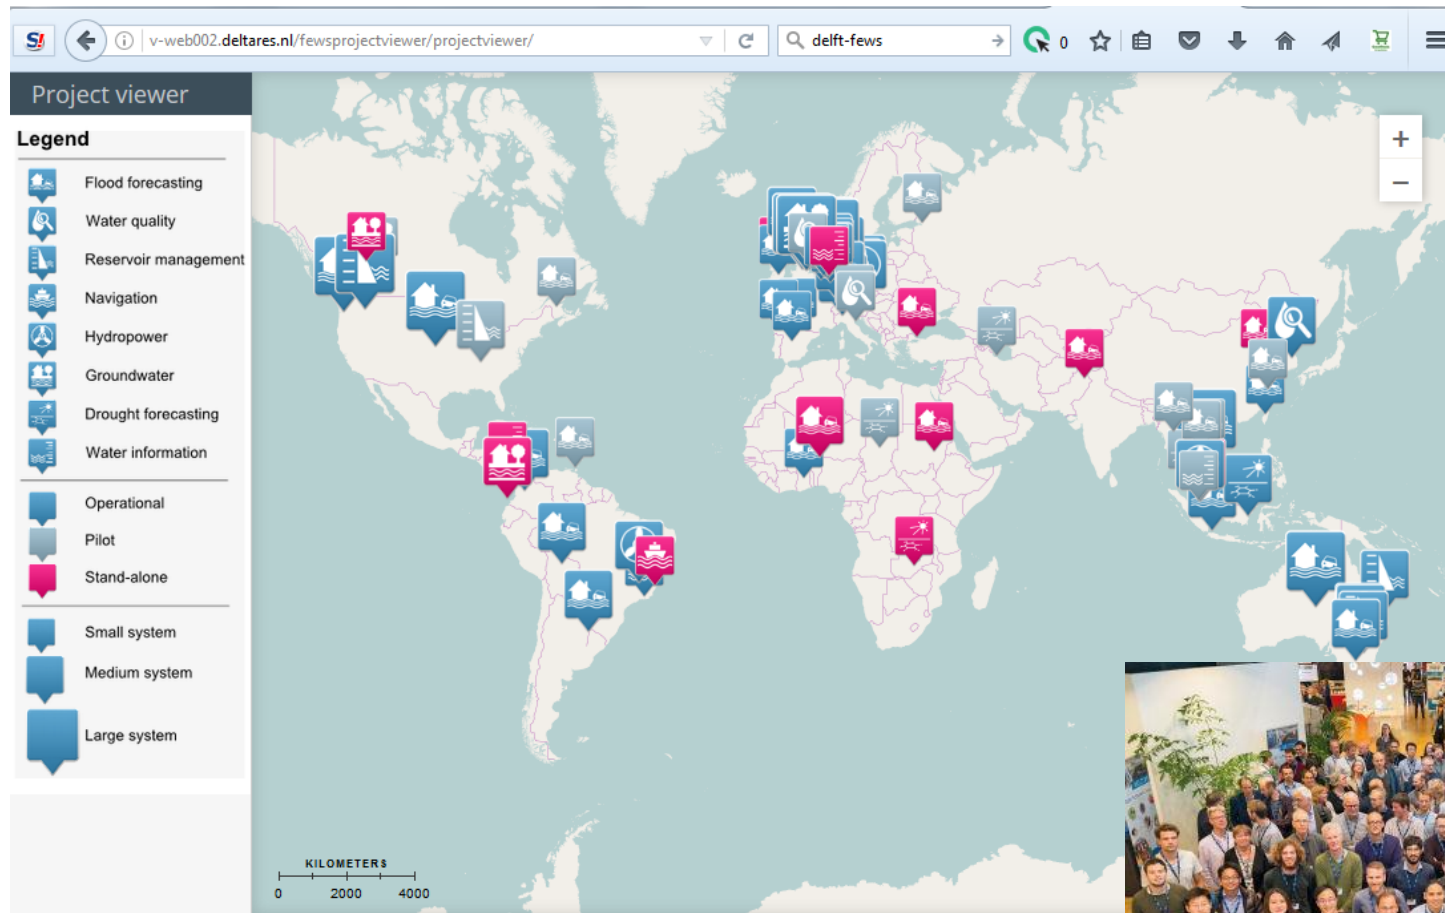 S!
v-web002.deltares.nl/fewsprojectviewer/projectviewer/
delft-fews
0
Project viewer
Legend
Flood forecasting
Water quality
Reservoir management
Navigation
Hydropower
Groundwater
Drought forecasting
Water information
Operational
Pilot
Stand-alone
Small system
Medium system
Large system
+
−
KILOMETERS
0 2000 4000